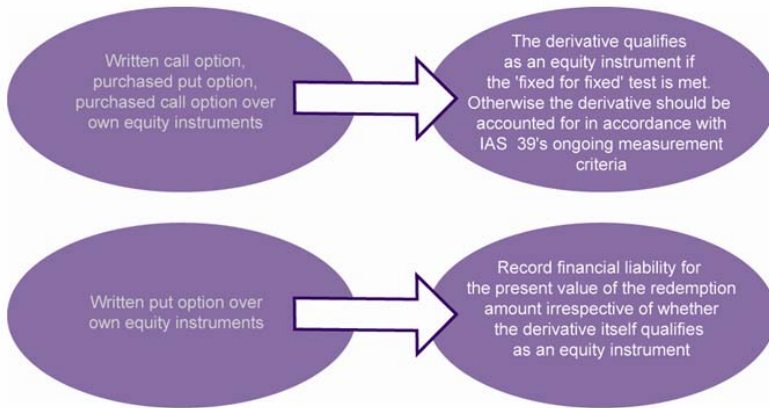 Written call option,
purchased put option,
purchased call option over
own equity instruments
The derivative qualifies
as an equity instrument if
the 'fixed for fixed' test is met.
Otherwise the derivative should be
accounted for in accordance with
IAS 39's ongoing measurement
criteria
Written put option over
own equity instruments
Record financial liability for
the present value of the redemption
amount irrespective of whether
the derivative itself qualifies
as an equity instrument